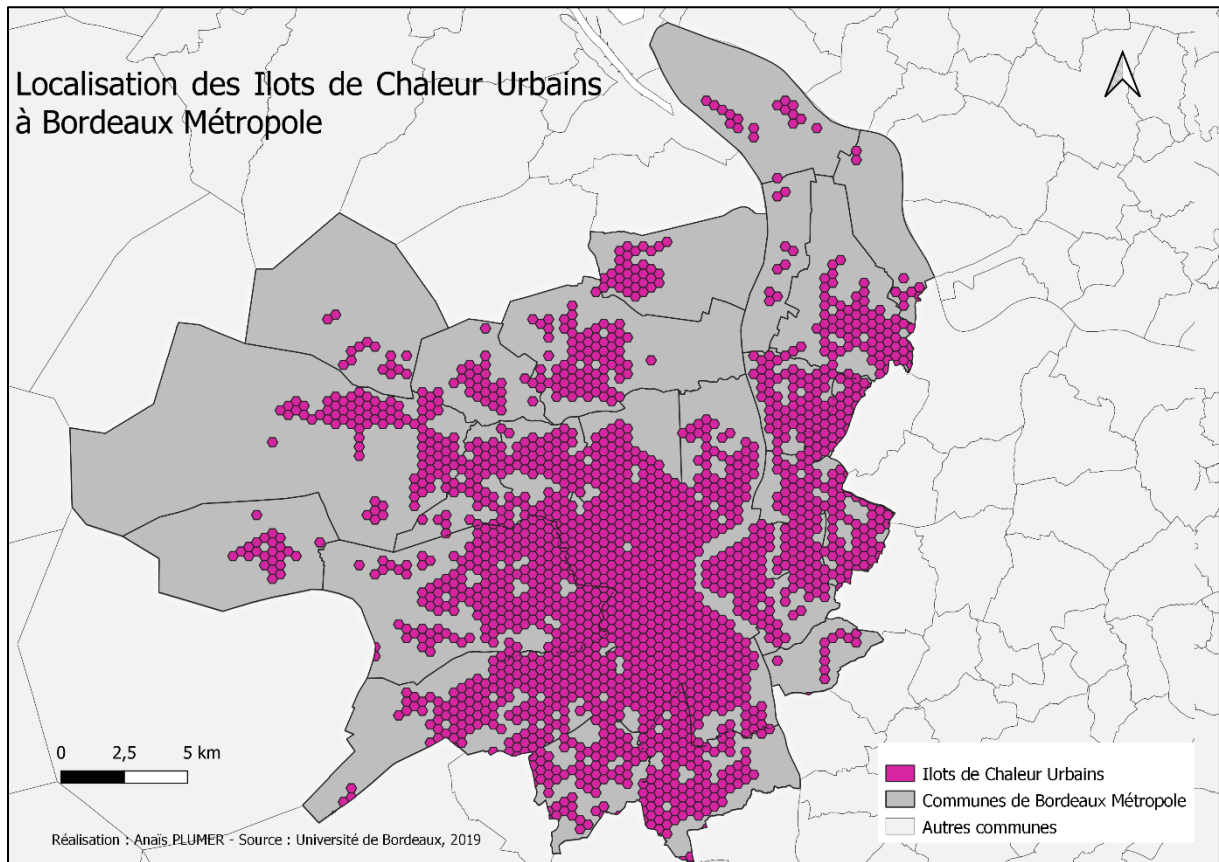 Localisation des Ilots de Chaleur Urbains
à Bordeaux Métropole
0 2,5 5 km
Ilots de Chaleur Urbains
Communes de Bordeaux Métropole
Autres communes
Réalisation : Anaïs PLUMER - Source : Université de Bordeaux, 2019